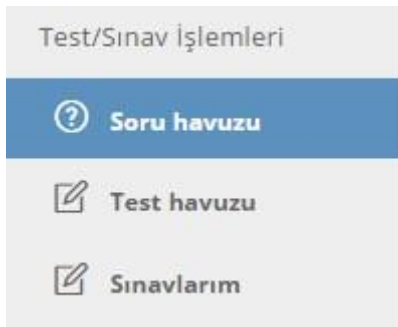 Test/Sınav İşlemleri
Soru havuzu
Test havuzu
Sınavlarım